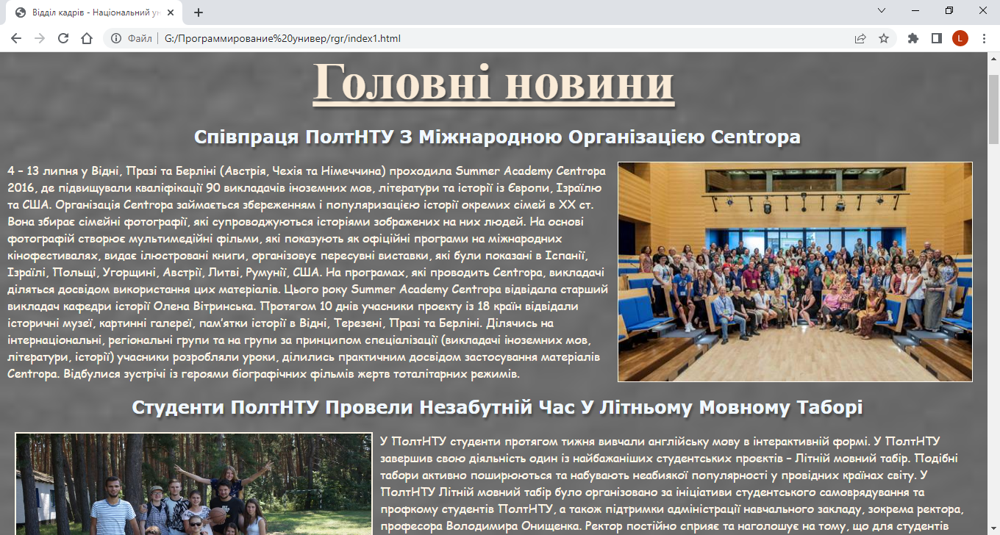 Відділ кадрів - Національний ун
Файл
G:/Программирование%20универ/rgr/index1.html
L
Головні новини
Співпраця ПолтНТУ З Міжнародною Організацією Centropa
4 – 13 липня у Відні, Празі та Берліні (Австрія, Чехія та Німеччина) проходила Summer Academy Centropa
2016, де підвищували кваліфікації 90 викладачів іноземних мов, літератури та історії із Європи, Ізраїлю
та США. Організація Centropa займається збереженням і популяризацією історії окремих сімей в ХХ ст.
Вона збирає сімейні фотографії, які супроводжуються історіями зображених на них людей. На основі
фотографій створює мультимедійні фільми, які показують як офіційні програми на міжнародних
кінофестивалях, видає ілюстровані книги, організовує пересувні виставки, які були показані в Іспанії,
Ізраїлі, Польщі, Угорщині, Австрії, Литві, Румунії, США. На програмах, які проводить Centropa, викладачі
діляться досвідом використання цих матеріалів. Цього року Summer Academy Centropa відвідала старший
викладач кафедри історії Олена Вітринська. Протягом 10 днів учасники проекту із 18 країн відвідали
історичні музеї, картинні галереї, пам'ятки історії в Відні, Терезені, Празі та Берліні. Ділячись на
інтернаціональні, регіональні групи та на групи за принципом спеціалізації (викладачі іноземних мов,
літератури, історії) учасники розробляли уроки, ділились практичним досвідом застосування матеріалів
Centropa. Відбулися зустрічі із героями біографічних фільмів жертв тоталітарних режимів.
Студенти ПолтНТУ Провели Незабутній Час У Літньому Мовному Таборі
У ПолтНТУ студенти протягом тижня вивчали англійську мову в інтерактивній формі. У ПолтНТУ
завершив свою діяльність один із найбажаніших студентських проектів – Літній мовний табір. Подібні
табори активно поширюються та набувають неабиякої популярності у провідних країнах світу. У
ПолтНТУ Літній мовний табір було організовано за ініціативи студентського самоврядування та
профкому студентів ПолтНТУ, а також підтримки адміністрації навчального закладу, зокрема ректора,
професора Володимира Онищенка. Ректор постійно сприяє та наголошує на тому, що для студентів